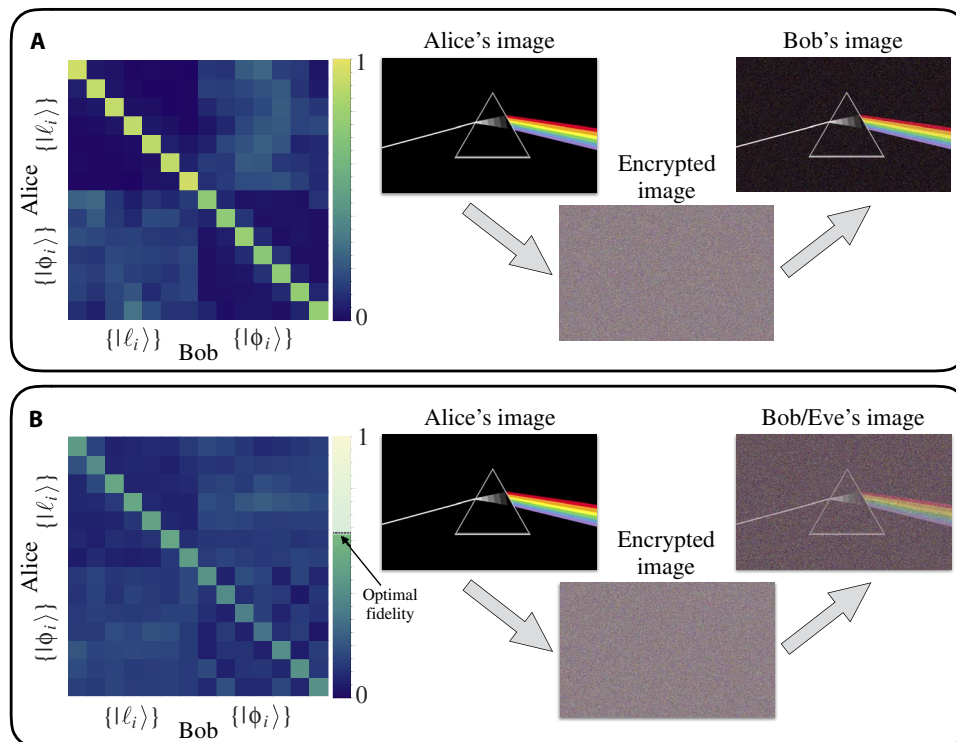 A
Alice's image
Bob's image
1
{|ℓᵢ⟩}
Alice
{|ϕᵢ⟩}
Encrypted
image
0
{|ℓᵢ⟩}
{|ϕᵢ⟩}
Bob
B
Alice's image
Bob/Eve's image
1
{|ℓᵢ⟩}
Alice
{|ϕᵢ⟩}
Encrypted
image
Optimal
fidelity
0
{|ℓᵢ⟩}
{|ϕᵢ⟩}
Bob